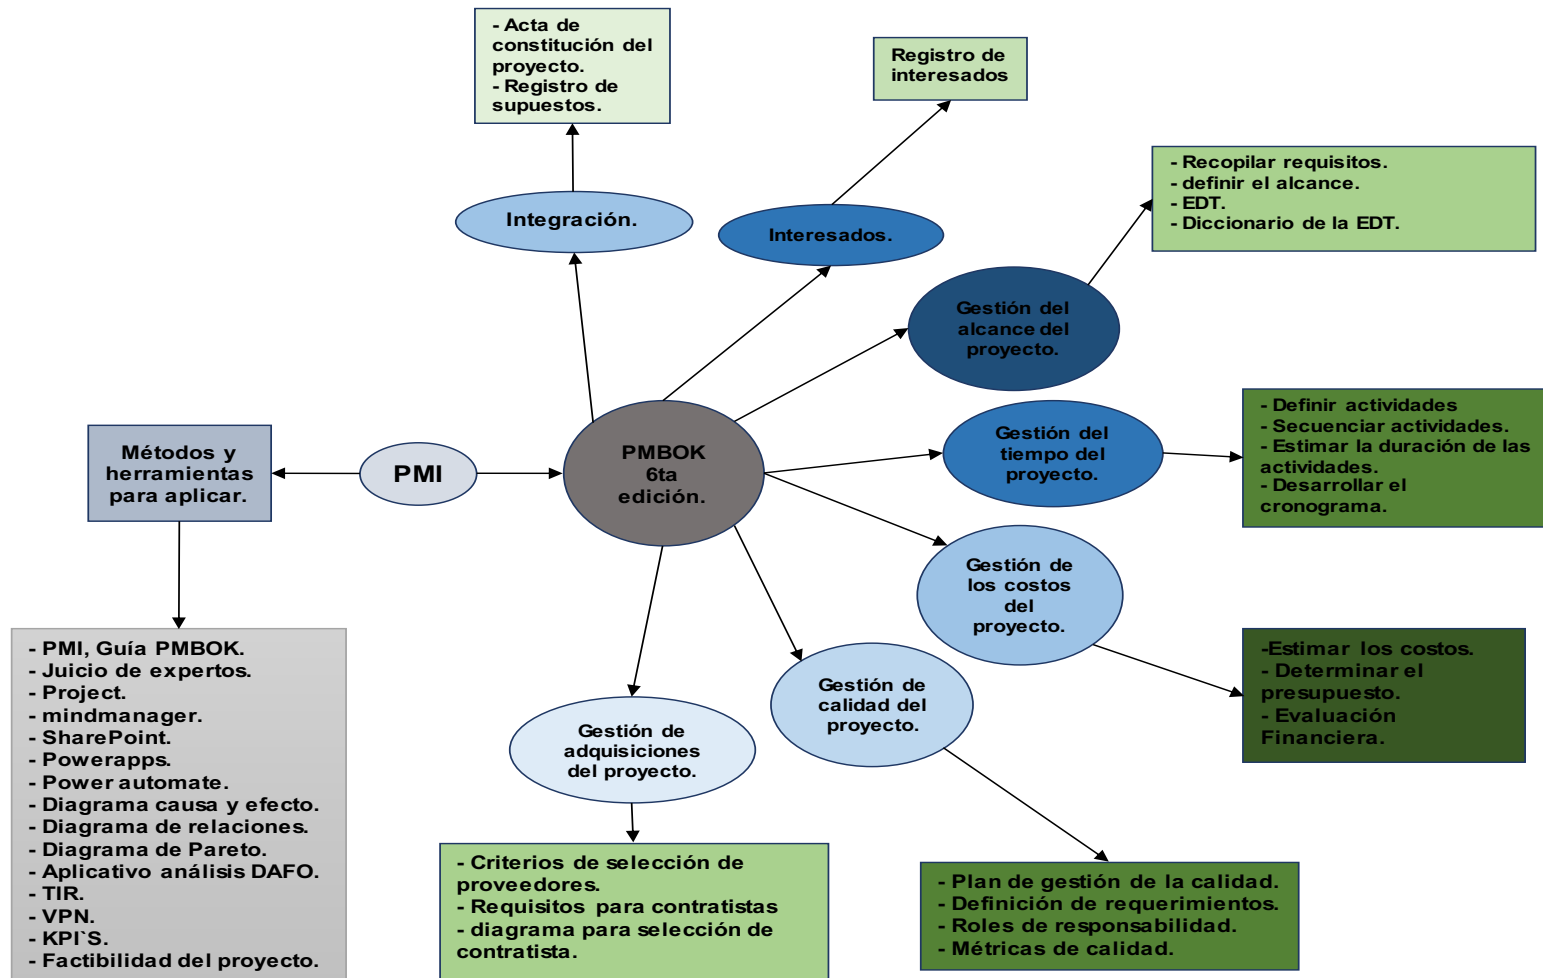 - Acta de
constitución del
proyecto.
- Registro de
supuestos.
Registro de
interesados
- Recopilar requisitos.
- definir el alcance.
- EDT.
- Diccionario de la EDT.
Integración.
Interesados.
Gestión del
alcance del
proyecto.
- Definir actividades
- Secuenciar actividades.
- Estimar la duración de las
actividades.
- Desarrollar el
cronograma.
Gestión del
tiempo del
proyecto.
Métodos y
herramientas
para aplicar.
PMI
PMBOK
6ta
edición.
Gestión de
los costos
del
proyecto.
-Estimar los costos.
- Determinar el
presupuesto.
- Evaluación
Financiera.
- PMI, Guía PMBOK.
- Juicio de expertos.
- Project.
- mindmanager.
- SharePoint.
- Powerapps.
- Power automate.
- Diagrama causa y efecto.
- Diagrama de relaciones.
- Diagrama de Pareto.
- Aplicativo análisis DAFO.
- TIR.
- VPN.
- KPI`S.
- Factibilidad del proyecto.
Gestión de
calidad del
proyecto.
Gestión de
adquisiciones
del proyecto.
- Criterios de selección de
proveedores.
- Requisitos para contratistas
- diagrama para selección de
contratista.
- Plan de gestión de la calidad.
- Definición de requerimientos.
- Roles de responsabilidad.
- Métricas de calidad.